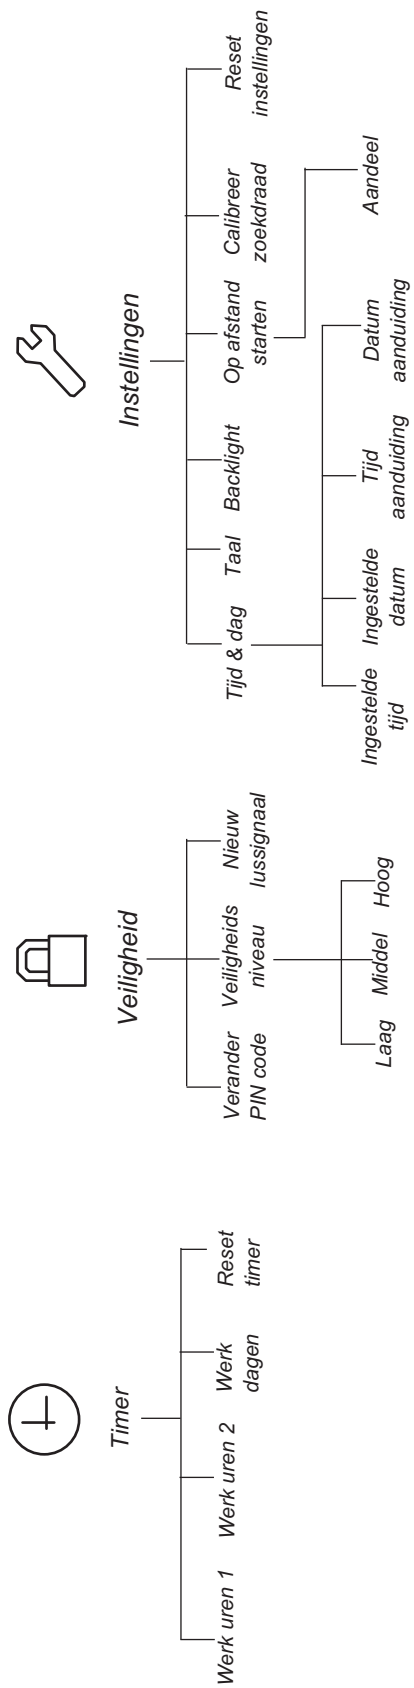 Timer
Werk uren 1
Werk uren 2
Werk
dagen
Reset
timer
Veiligheid
Verander
PIN code
Veiligheids
niveau
Nieuw
lussignaal
Laag
Middel
Hoog
Instellingen
Tijd & dag
Taal
Backlight
Op afstand
starten
Calibreer
zoekdraad
Reset
instellingen
Ingestelde
tijd
Ingestelde
datum
Tijd
aanduiding
Datum
aanduiding
Aandeel